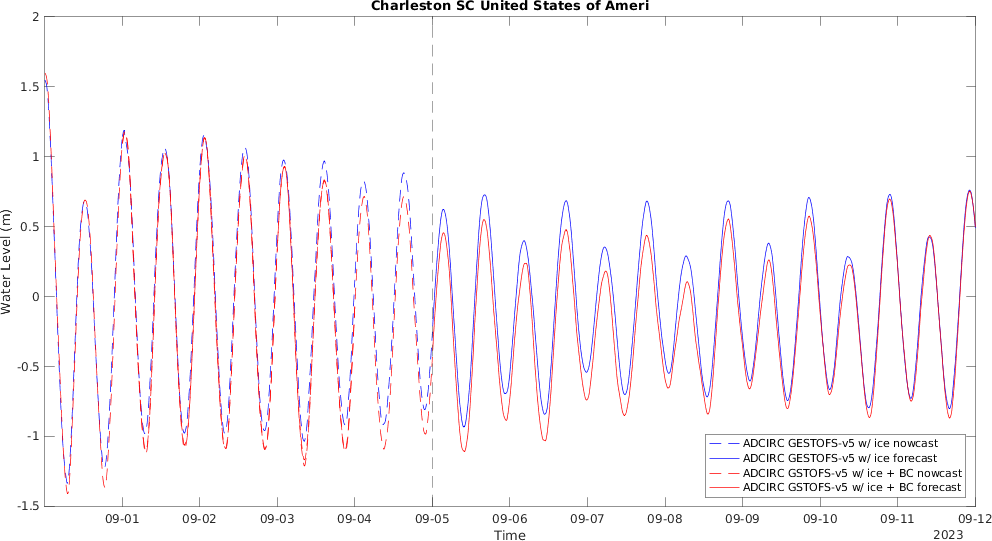 Charleston SC United States of Ameri
2
1.5
1
0.5
0
-0.5
-1
-1.5
Water Level (m)
ADCIRC GESTOFS-v5 w/ ice nowcast
ADCIRC GESTOFS-v5 w/ ice forecast
ADCIRC GSTOFS-v5 w/ ice + BC nowcast
ADCIRC GSTOFS-v5 w/ ice + BC forecast
09-01 09-02 09-03 09-04 09-05 09-06 09-07 09-08 09-09 09-10 09-11 09-12
Time
2023